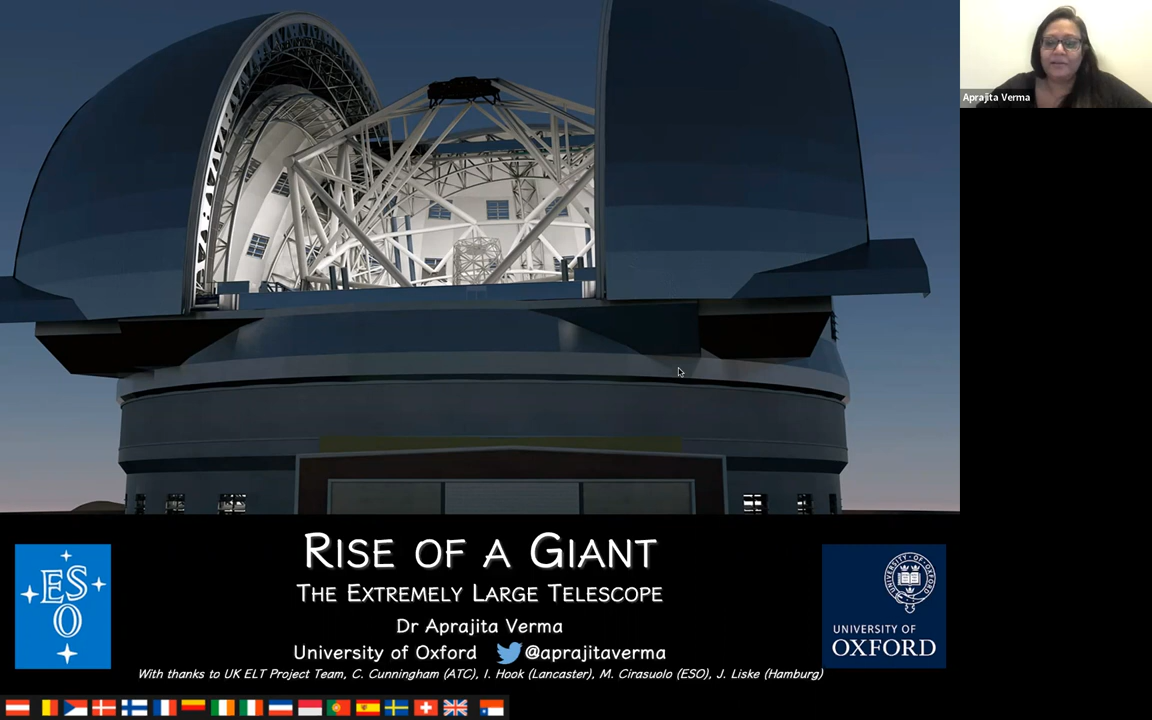 Aprajita Verma
RISE OF A GIANT
THE EXTREMELY LARGE TELESCOPE
Dr Aprajita Verma
University of Oxford @aprajitaverma
With thanks to UK ELT Project Team, C. Cunningham (ATC), I. Hook (Lancaster), M. Cirasuolo (ESO), J. Liske (Hamburg)
ES
O
UNIVERSITY OF
OXFORD